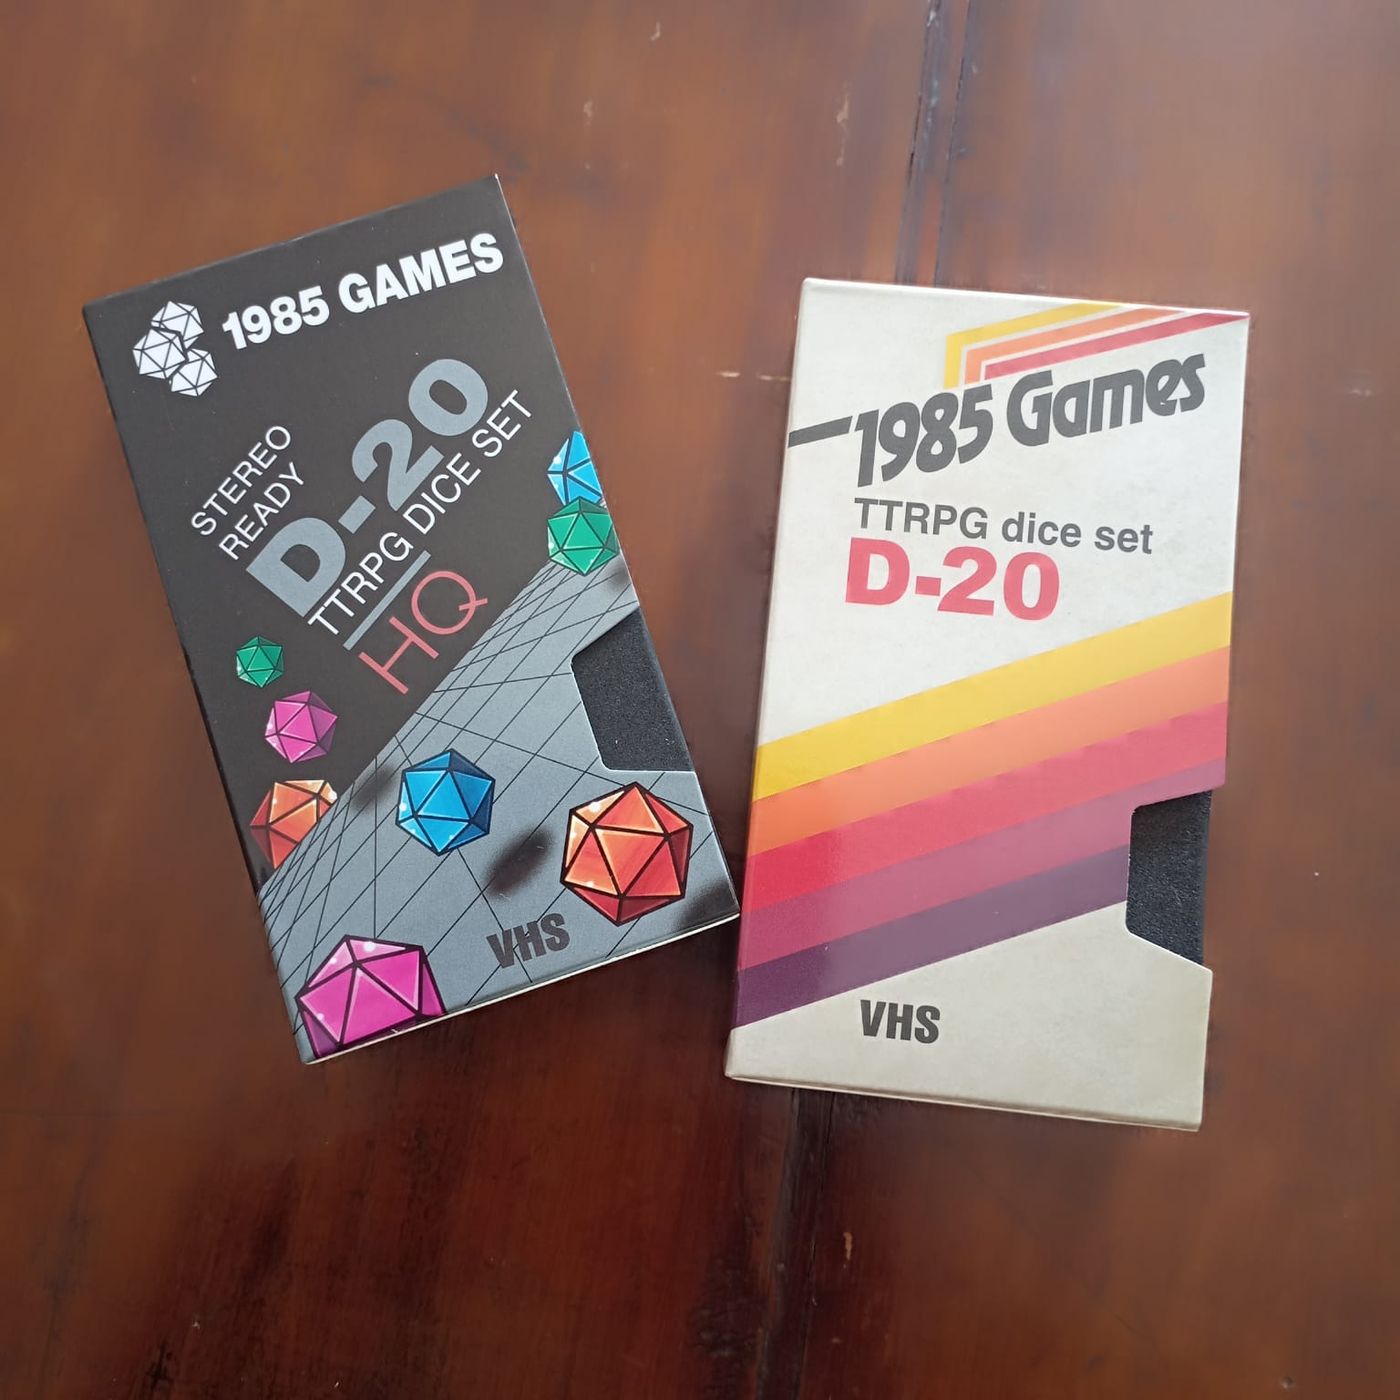 1985 GAMES
STEREO
READY
D-20
TTRPG DICE SET
HQ
VHS
1985 Games
TTRPG dice set
D-20
VHS